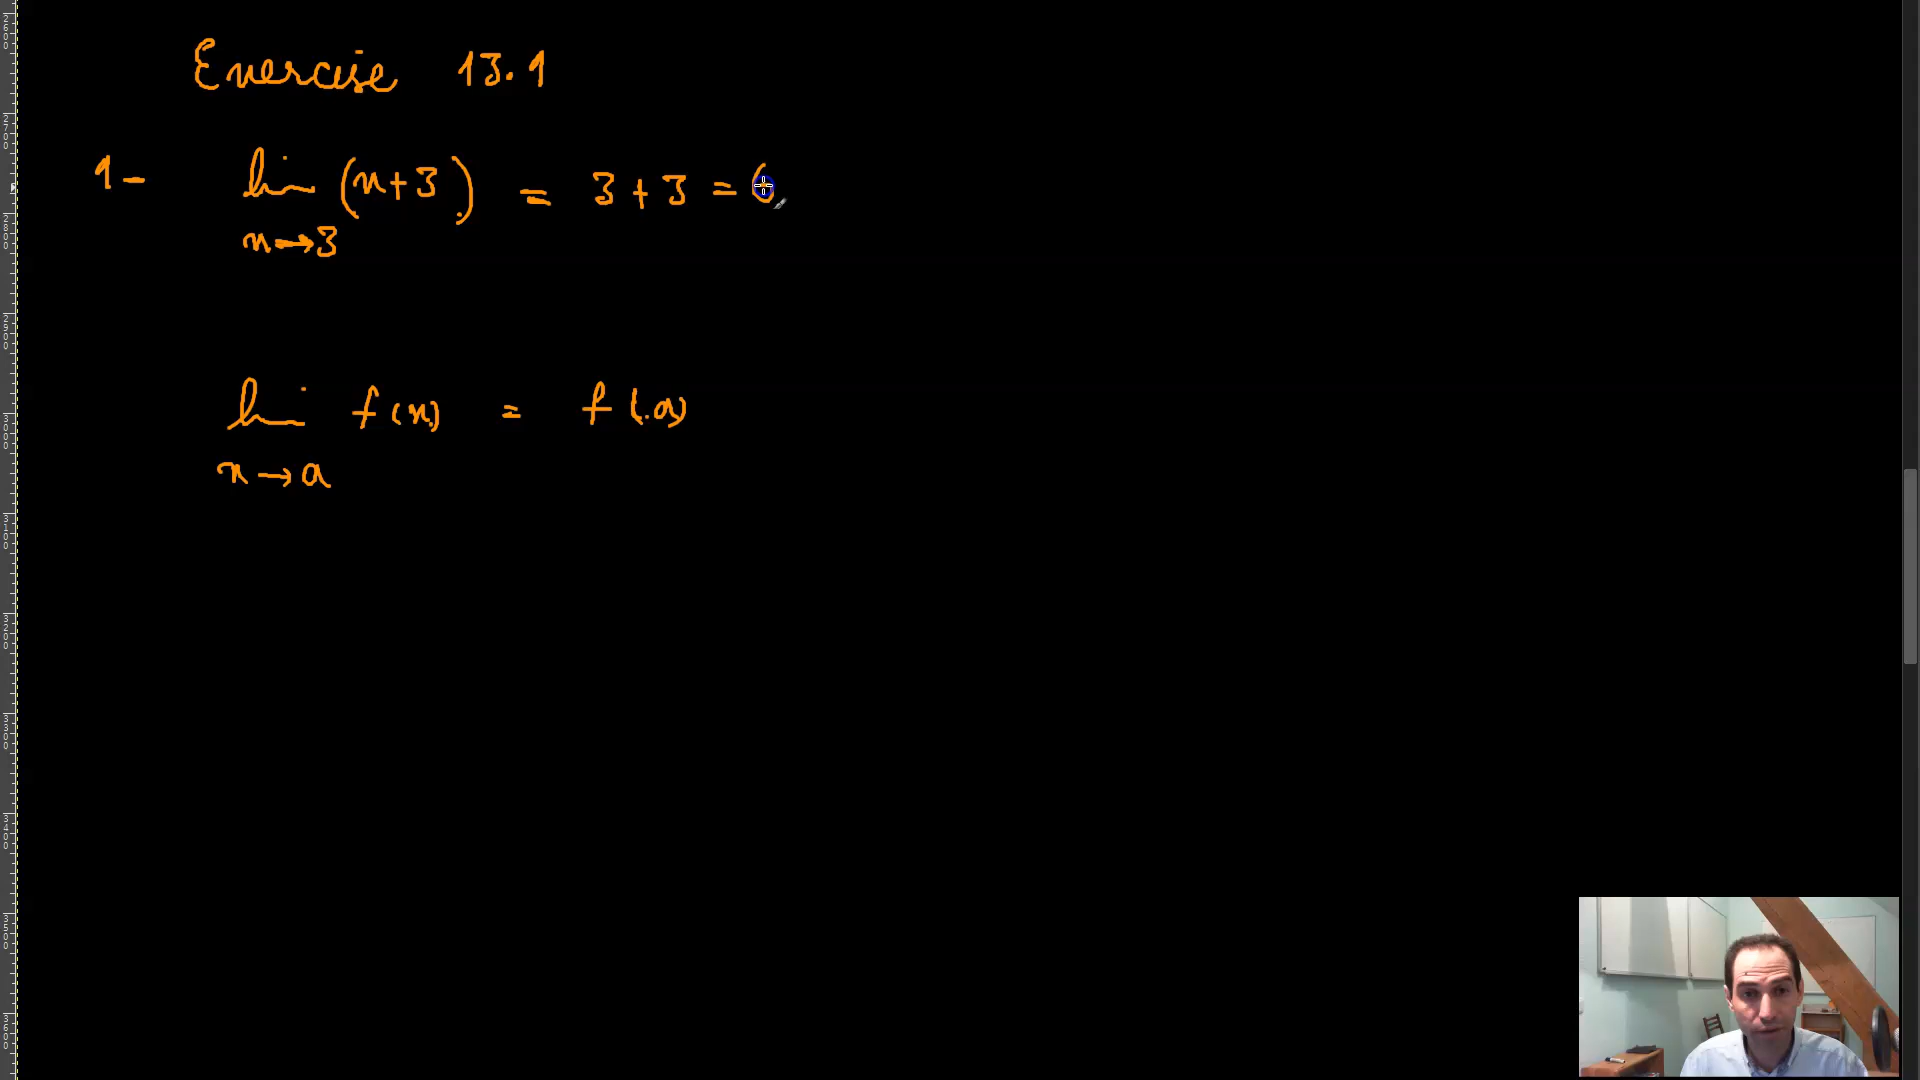 Exercise 13.1
1- lim (x+3) = 3 + 3 = 6
x→3
lim f(x) = f(a)
x→a